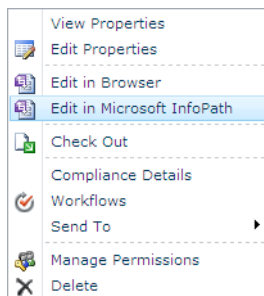 View Properties
Edit Properties
Edit in Browser
Edit in Microsoft InfoPath
Check Out
Compliance Details
Workflows
Send To
Manage Permissions
Delete